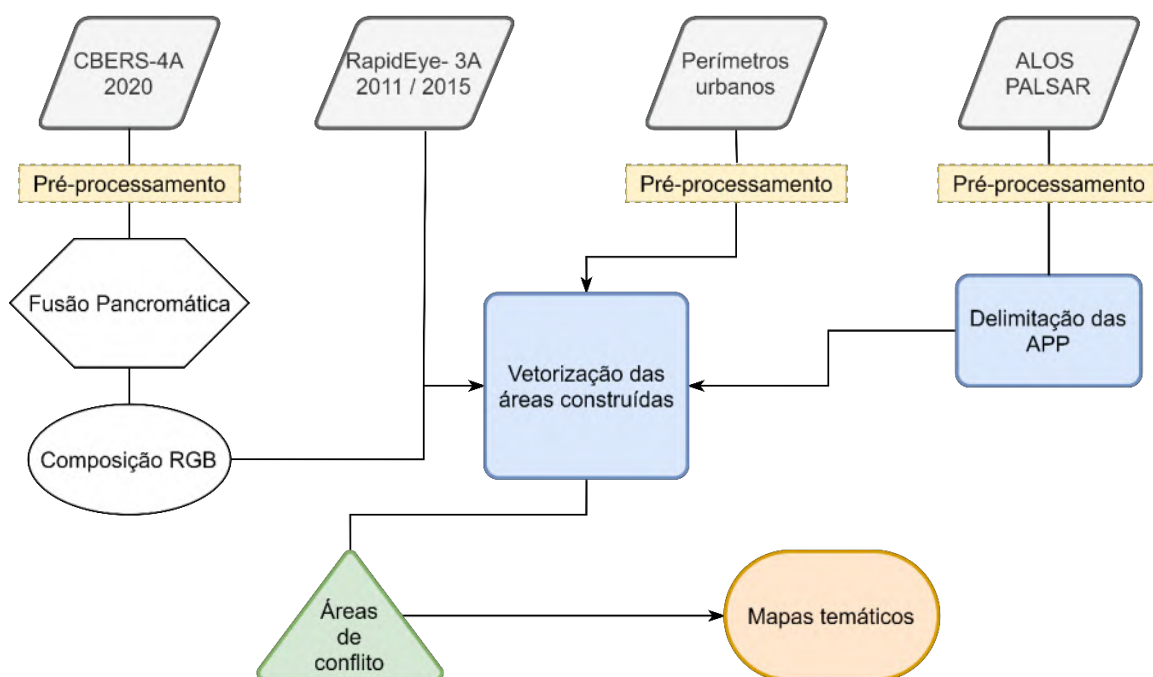 CBERS-4A
2020
RapidEye- 3A
2011 / 2015
Perímetros
urbanos
ALOS
PALSAR
Pré-processamento
Pré-processamento
Pré-processamento
Fusão Pancromática
Delimitação das
APP
Vetorização das
áreas construídas
Composição RGB
Áreas
de
conflito
Mapas temáticos